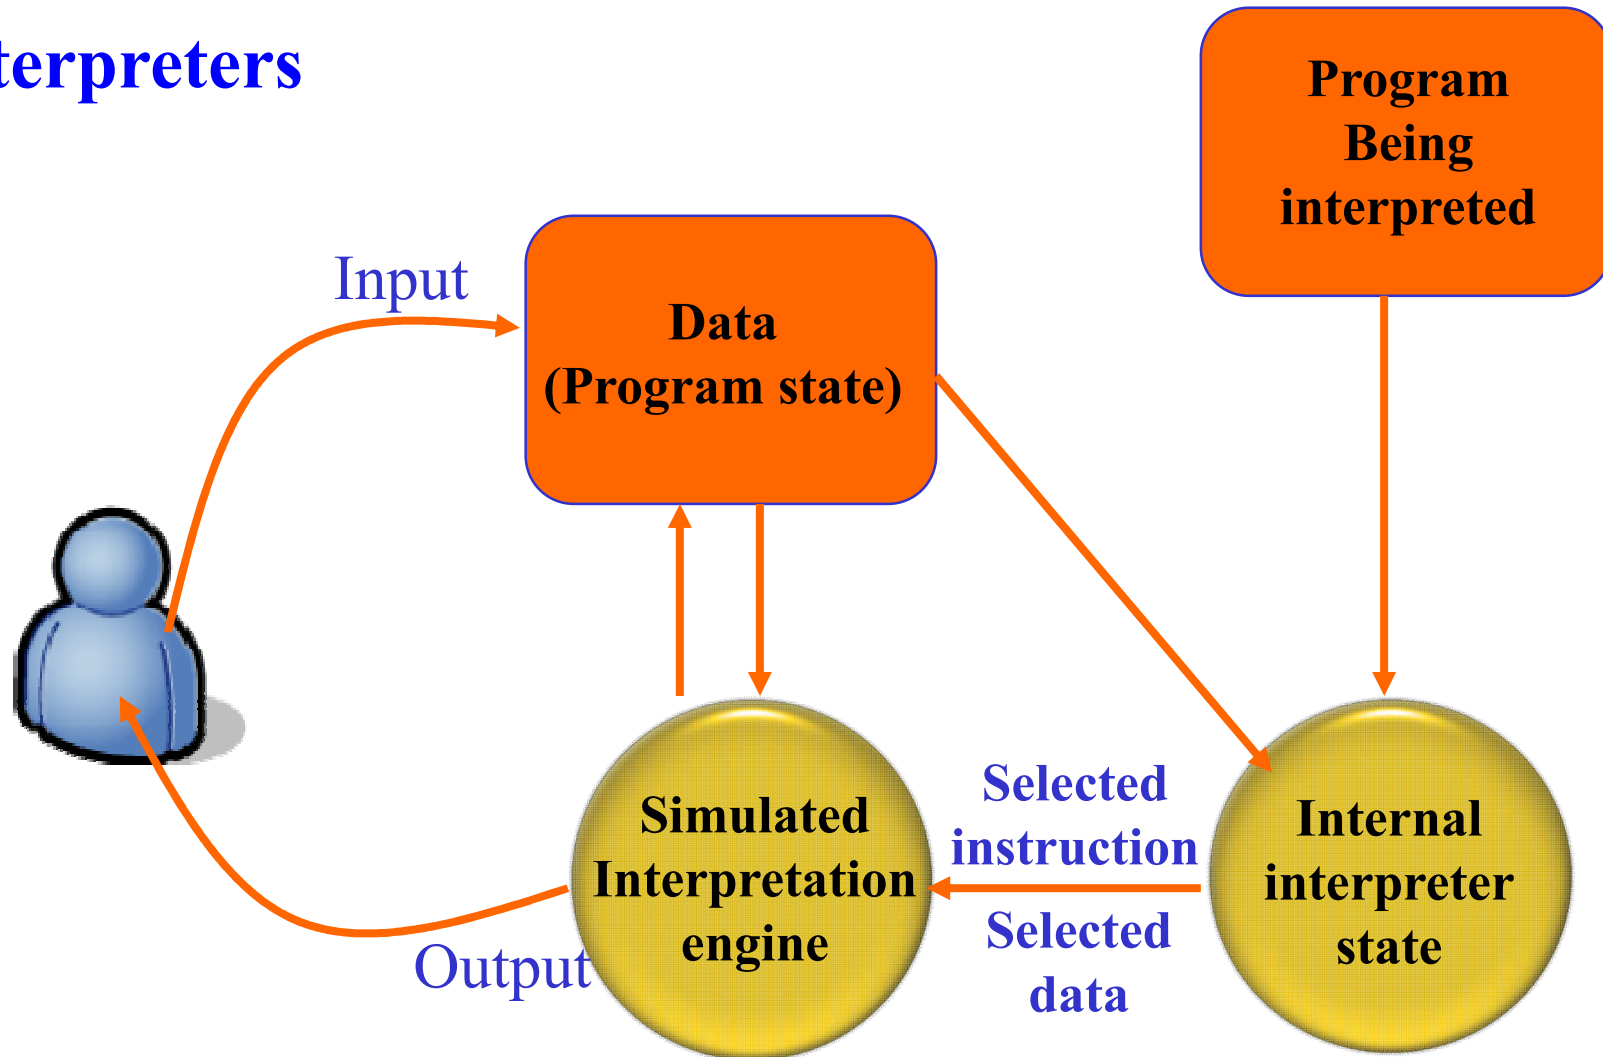 terpreters
Program
Being
interpreted
Input
Data
(Program state)
Selected
instruction
Selected
data
Simulated
Interpretation
engine
Internal
interpreter
state
Output